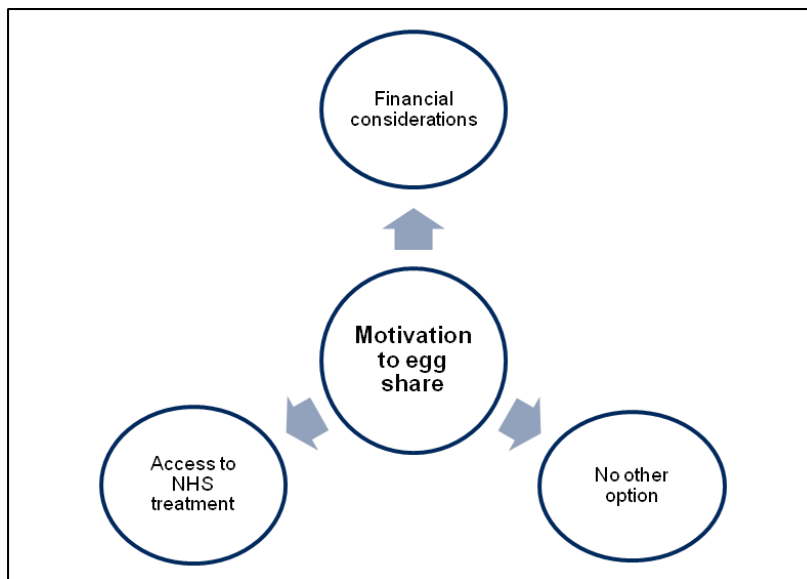 Financial
considerations
Motivation
to egg
share
Access to
NHS
treatment
No other
option